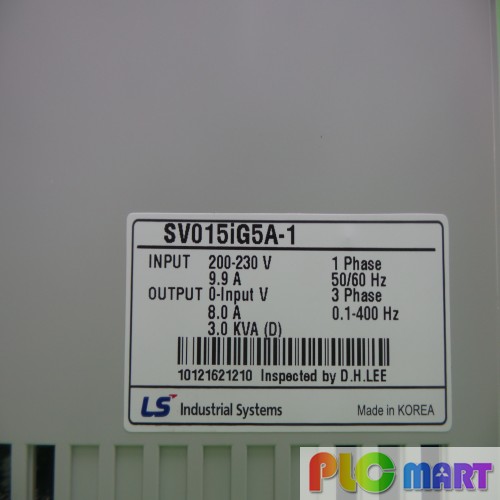 SV015iG5A-1
INPUT 200-230 V 1 Phase
9.9 A 50/60 Hz
OUTPUT 0-Input V 3 Phase
8.0 A 0.1-400 Hz
3.0 KVA (D)
10121621210 Inspected by D.H.LEE
LS Industrial Systems Made in KOREA
PLC mart